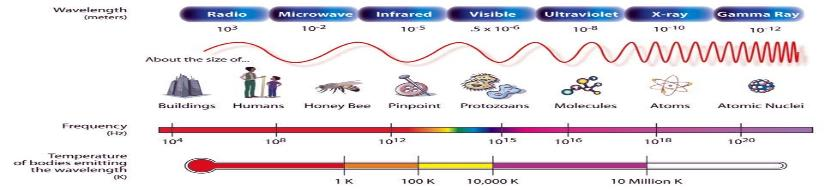 Wavelength
(meters)
Radio Microwave Infrared Visible Ultraviolet X-ray Gamma Ray
10³ 10⁻² 10⁻⁵ .5 x 10⁻⁶ 10⁻⁸ 10⁻¹⁰ 10⁻¹²
About the size of...
Buildings Humans Honey Bee Pinpoint Protozoans Molecules Atoms Atomic Nuclei
Frequency
(Hz)
10⁴ 10⁸ 10¹² 10¹⁵ 10¹⁶ 10¹⁸ 10²⁰
Temperature
of bodies emitting
the wavelength
(K)
1 K 100 K 10,000 K 10 Million K